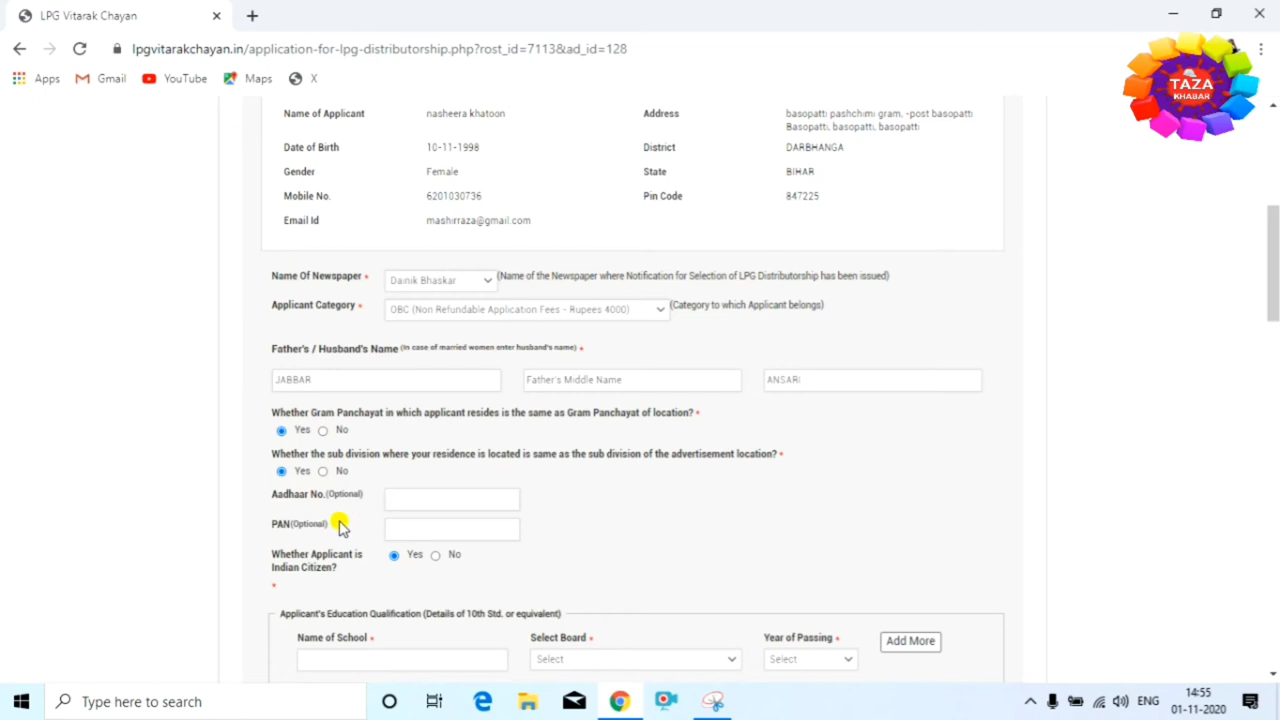 LPG Vitarak Chayan
lpgvitarakchayan.in/application-for-lpg-distributorship.php?rost_id=7113&ad_id=128
Apps Gmail YouTube Maps X
TAZA
KHABAR
Name of Applicant nasheera khatoon Address basopatti pashchimi gram, -post basopatti
Basopatti, basopatti, basopatti
Date of Birth 10-11-1998 District DARBHANGA
Gender Female State BIHAR
Mobile No. 6201030736 Pin Code 847225
Email Id mashirraza@gmail.com
Name Of Newspaper * Dainik Bhaskar (Name of the Newspaper where Notification for Selection of LPG Distributorship has been issued)
Applicant Category * OBC (Non Refundable Application Fees - Rupees 4000) (Category to which Applicant belongs)
Father's / Husband's Name (In case of married women enter husband's name) *
JABBAR Father's Middle Name ANSARI
Whether Gram Panchayat in which applicant resides is the same as Gram Panchayat of location? *
Yes No
Whether the sub division where your residence is located is same as the sub division of the advertisement location? *
Yes No
Aadhaar No.(Optional)
PAN(Optional)
Whether Applicant is Yes No
Indian Citizen?
*
Applicant's Education Qualification (Details of 10th Std. or equivalent)
Name of School * Select Board * Year of Passing * Add More
Select Select
Type here to search
ENG 14:55
01-11-2020